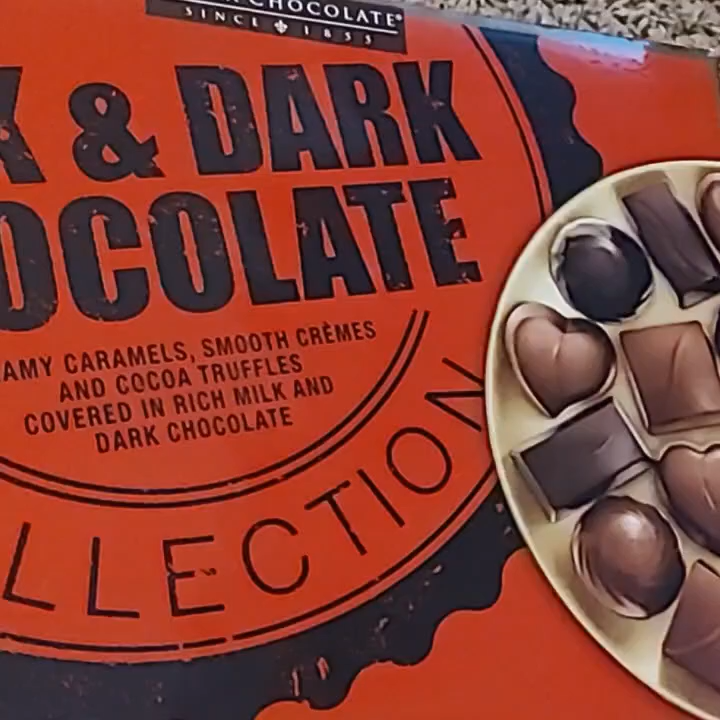 CHOCOLATE®
SINCE 1855
& DARK
OCOLATE
AMY CARAMELS, SMOOTH CRÈMES
AND COCOA TRUFFLES
COVERED IN RICH MILK AND
DARK CHOCOLATE
LLECTION